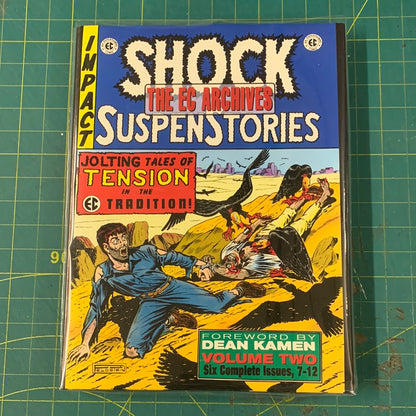 IMPACT
EC
EC
SHOCK
THE EC ARCHIVES
SUSPENSTORIES
JOLTING TALES OF
TENSION
IN THE
EC TRADITION!
FOREWORD BY
DEAN KAMEN
VOLUME TWO
Six Complete Issues, 7-12